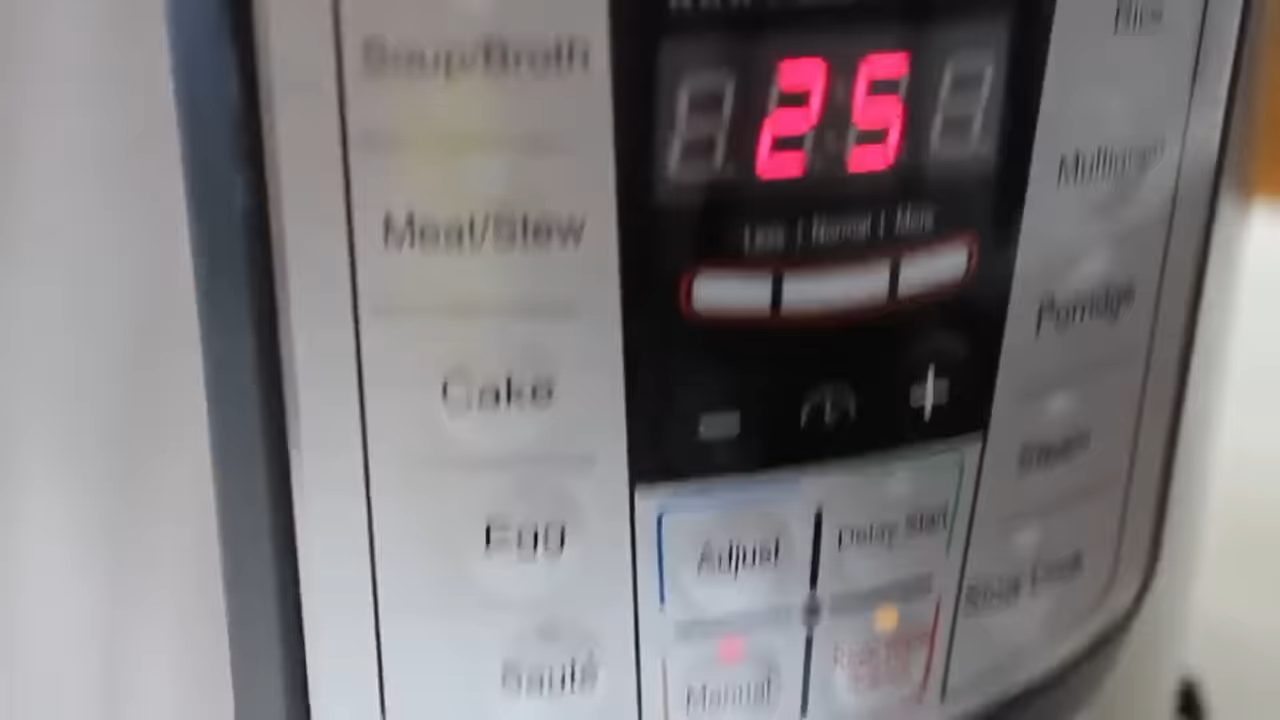 Soup/Broth
Meat/Stew
Cake
Egg
Sauté
25
Less | Normal | More
Adjust
Delay Start
Manual
Rice
Multigrain
Porridge
Steam
Slow Cook